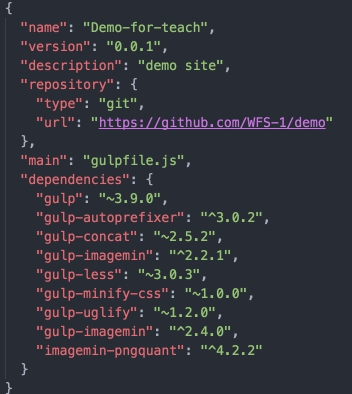 {
"name": "Demo-for-teach",
"version": "0.0.1",
"description": "demo site",
"repository": {
"type": "git",
"url": "https://github.com/WFS-1/demo"
},
"main": "gulpfile.js",
"dependencies": {
"gulp": "~3.9.0",
"gulp-autoprefixer": "^3.0.2",
"gulp-concat": "~2.5.2",
"gulp-imagemin": "^2.2.1",
"gulp-less": "~3.0.3",
"gulp-minify-css": "~1.0.0",
"gulp-uglify": "~1.2.0",
"gulp-imagemin": "^2.4.0",
"imagemin-pngquant": "^4.2.2"
}
}